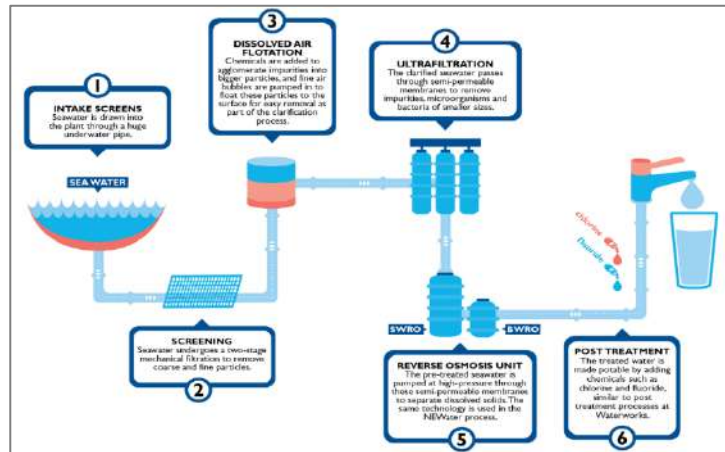 1
INTAKE SCREENS
Seawater is drawn into
the plant through a huge
underwater pipe.
SEA WATER
SCREENING
Seawater undergoes a two-stage
mechanical filtration to remove
coarse and fine particles.
2
3
DISSOLVED AIR
FLOTATION
Chemicals are added to
agglomerate impurities into
bigger particles, and fine air
bubbles are pumped in to
float these particles to the
surface for easy removal as
part of the clarification
process.
4
ULTRAFILTRATION
The clarified seawater passes
through semi-permeable
membranes to remove
impurities, microorganisms and
bacteria of smaller sizes.
SWRO
BWRO
REVERSE OSMOSIS UNIT
The pre-treated seawater is
pumped at high-pressure through
these semi-permeable membranes
to separate dissolved solids. The
same technology is used in the
NEWater process.
5
chlorine
fluoride
POST TREATMENT
The treated water is
made potable by adding
chemicals such as
chlorine and fluoride,
similar to post
treatment processes at
Waterworks.
6